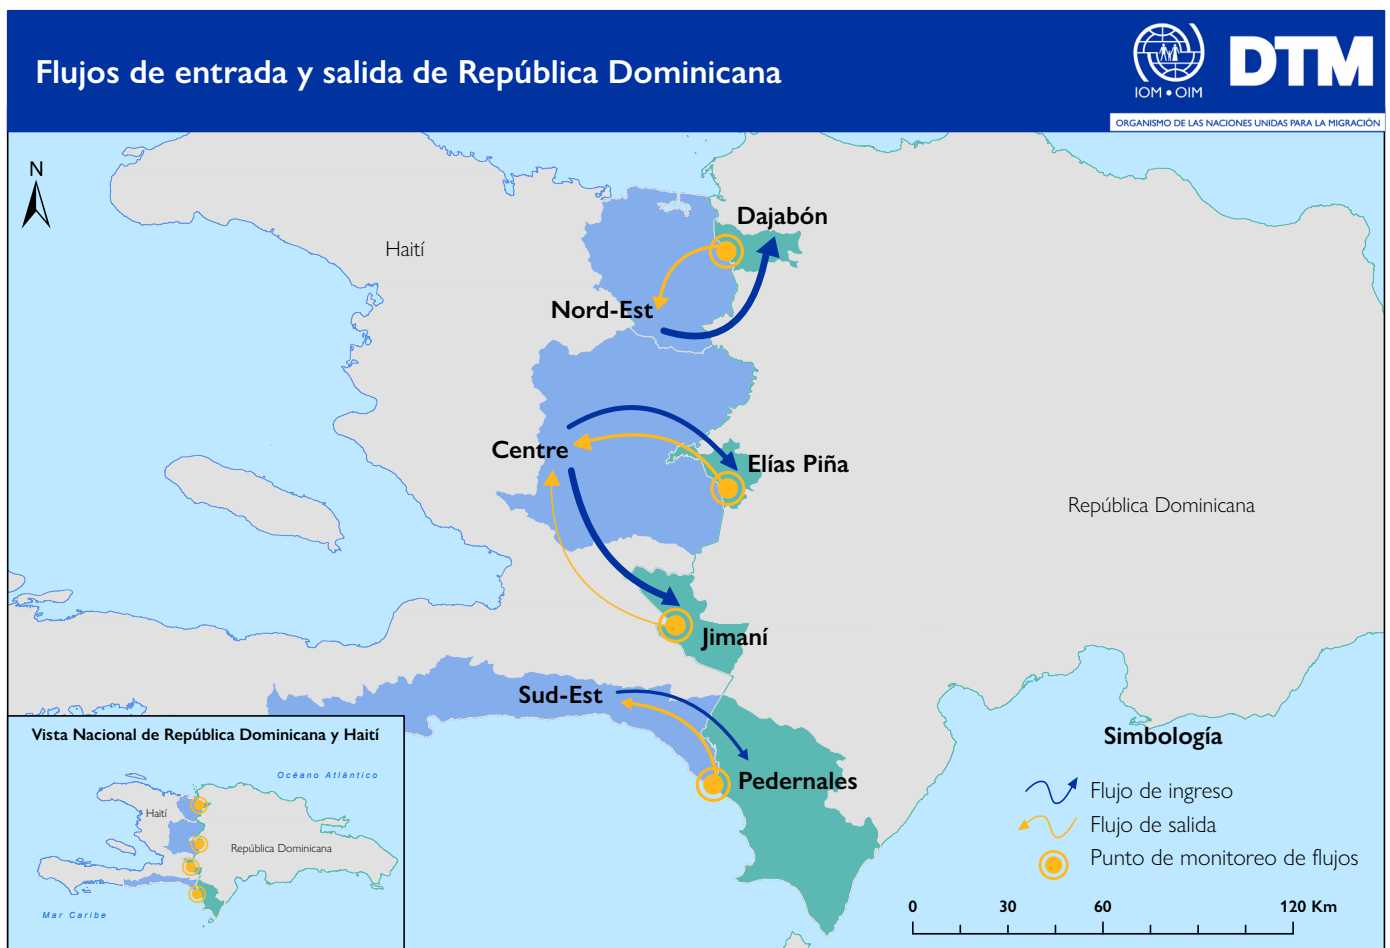 Flujos de entrada y salida de República Dominicana
IOM • OIM
DTM
ORGANISMO DE LAS NACIONES UNIDAS PARA LA MIGRACIÓN
N
Haití
Dajabón
Nord-Est
Centre
Elías Piña
República Dominicana
Jimaní
Sud-Est
Pedernales
Vista Nacional de República Dominicana y Haití
Océano Atlántico
Haití
República Dominicana
Mar Caribe
Simbología
Flujo de ingreso
Flujo de salida
Punto de monitoreo de flujos
0 30 60 120 Km